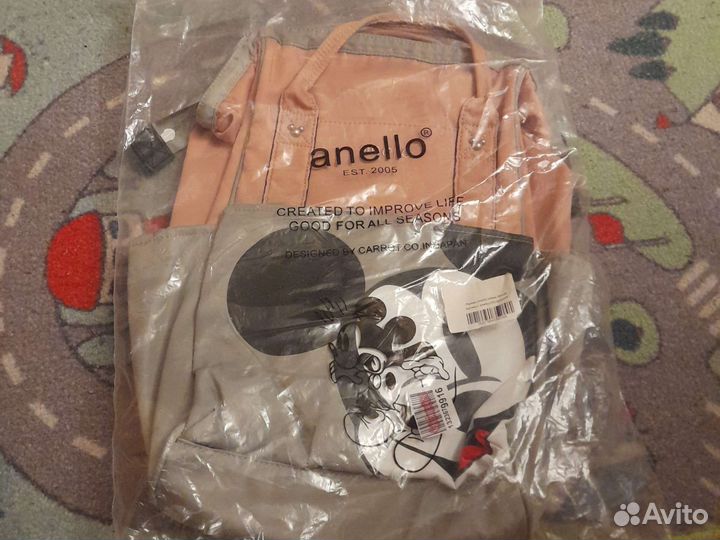 anello®
EST. 2005
CREATED TO IMPROVE LIFE
GOOD FOR ALL SEASONS
DESIGNED BY CARROT CO. IN JAPAN
Avito